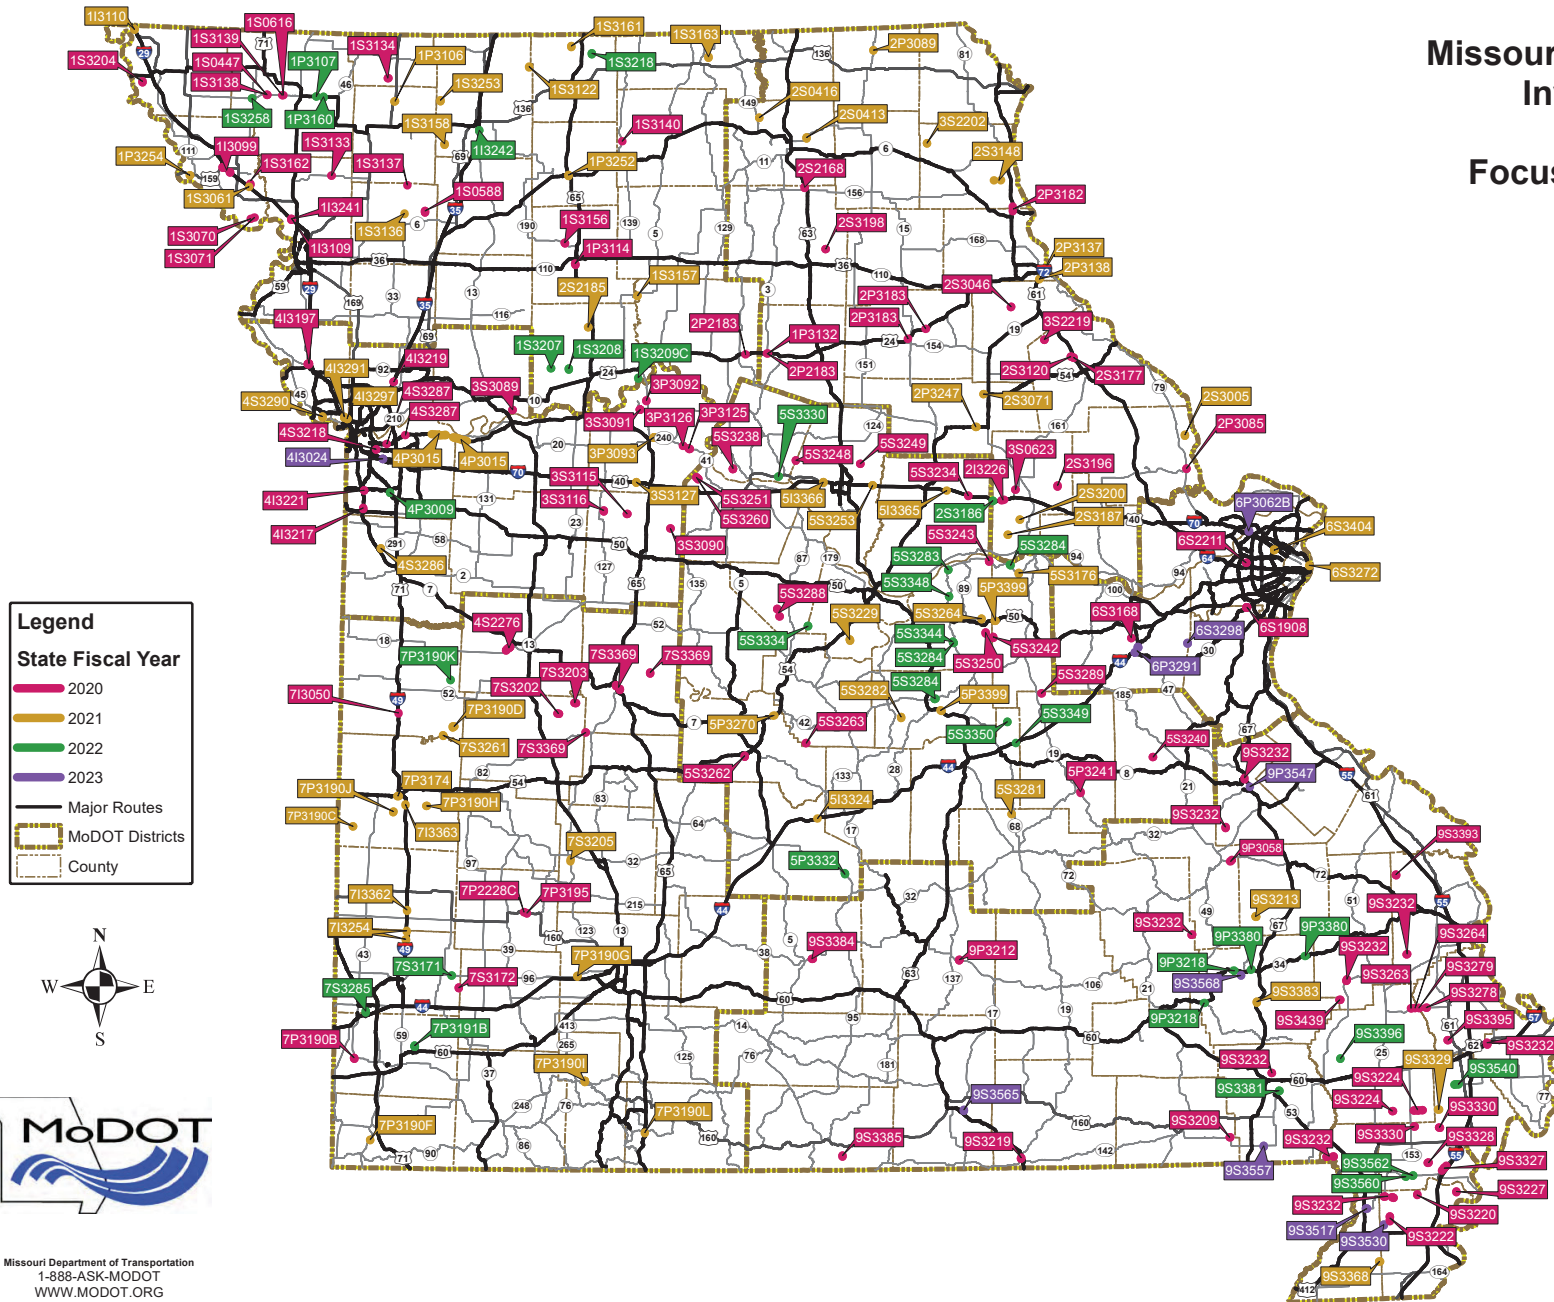 Missour
In
Focus
1I3110
1S0616
1S3139
1S3134
1S3161
1S3163
2P3089
1S3204
1S0447
1P3107
1P3106
1S3218
1S3138
1S3253
1S3122
2S0416
1S3258
1P3160
1S3158
1S3140
2S0413
3S2202
1P3254
1I3099
1S3133
1I3242
2S3148
1S3162
1S3137
1P3252
2S2168
1S3061
1S0588
2P3182
1I3241
1S3070
1S3136
1S3156
2S3198
1S3071
1I3109
1P3114
2P3137
2P3138
1S3157
2S2185
2S3046
2P3183
4I3197
2P2183
2P3183
3S2219
1P3132
1S3207
1S3208
1S3209C
4I3219
4I3291
2P2183
2S3120
2S3177
4S3290
4I3297
4S3287
3S3089
3P3092
2P3247
2S3071
2S3005
4S3287
3S3091
3P3126
3P3125
5S3330
2P3085
4S3218
5S3238
5S3249
4I3024
4P3015
4P3015
3P3093
5S3248
3S0623
5S3234
2I3226
2S3196
3S3115
4I3221
3S3116
3S3127
5S3251
5I3366
2S3200
6P3062B
4P3009
5S3260
5S3253
5I3365
2S3186
2S3187
6S3404
4I3217
3S3090
5S3243
5S3284
6S2211
4S3286
5S3283
5S3176
6S3272
5S3348
5P3399
5S3288
5S3264
6S3168
4S2276
5S3229
5S3344
6S3298
6S1908
5S3334
5S3242
7P3190K
7S3369
7S3369
5S3284
5S3250
6P3291
7S3203
5S3289
7S3202
5S3284
7I3050
5S3282
5P3399
7P3190D
5P3270
5S3263
5S3349
7S3261
7S3369
5S3350
5S3240
5S3262
9S3232
7P3174
5P3241
9P3547
7P3190J
7P3190H
5I3324
5S3281
7P3190C
7I3363
9S3232
7S3205
9S3393
5P3332
9P3058
7P2228C
7P3195
7I3362
9S3213
9S3232
9S3232
7I3254
9P3380
9P3380
9S3264
9S3384
9P3212
9S3232
7P3190G
9P3218
9S3263
9S3279
7S3171
7S3172
9S3568
9S3278
7S3285
9S3383
9S3439
9P3218
9S3395
7P3191B
9S3396
9S3232
7P3190B
9S3232
9S3329
9S3540
7P3190I
9S3381
9S3224
9S3565
9S3224
7P3190L
9S3330
7P3190F
9S3209
9S3330
9S3385
9S3219
9S3232
9S3328
9S3562
9S3327
9S3557
9S3560
9S3227
9S3232
9S3220
9S3517
9S3530
9S3222
9S3368
Legend
State Fiscal Year
2020
2021
2022
2023
Major Routes
MoDOT Districts
County
N
W E
S
MoDOT
Missouri Department of Transportation
1-888-ASK-MODOT
WWW.MODOT.ORG